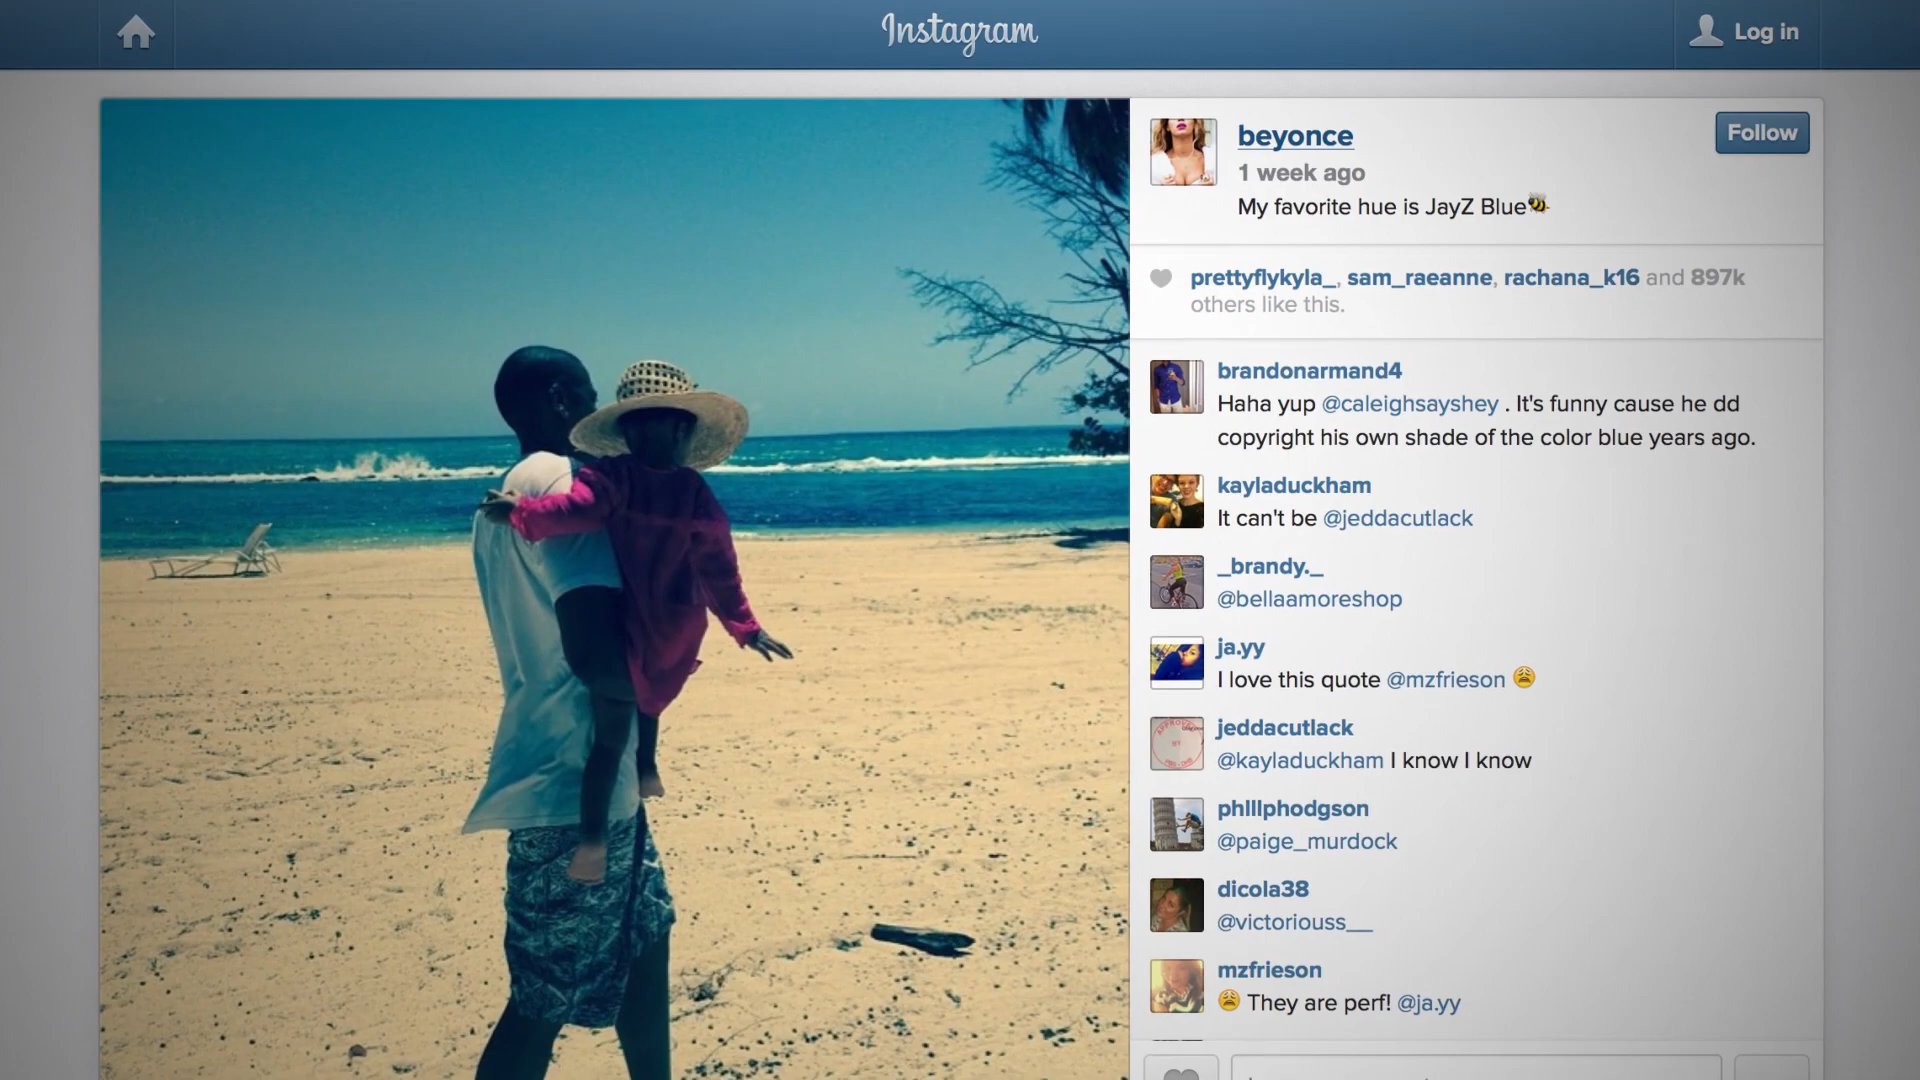 Instagram
Log in
beyonce
Follow
1 week ago
My favorite hue is JayZ Blue🐝
prettyflykyla_, sam_raeanne, rachana_k16 and 897k
others like this.
brandonarmand4
Haha yup @caleighsayshey . It's funny cause he dd
copyright his own shade of the color blue years ago.
kayladuckham
It can't be @jeddacutlack
_brandy._
@bellaamoreshop
ja.yy
I love this quote @mzfrieson 😩
jeddacutlack
@kayladuckham I know I know
phlllphodgson
@paige_murdock
dicola38
@victoriouss__
mzfrieson
😩 They are perf! @ja.yy